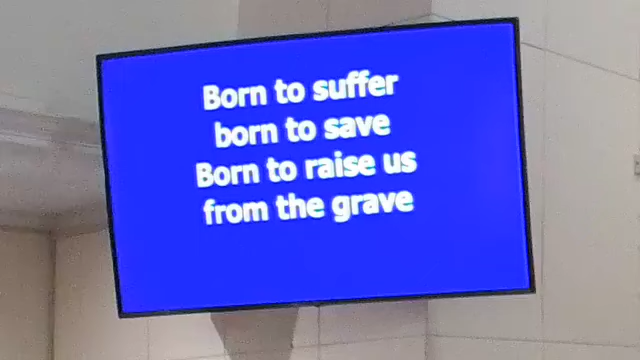 Born to suffer
born to save
Born to raise us
from the grave